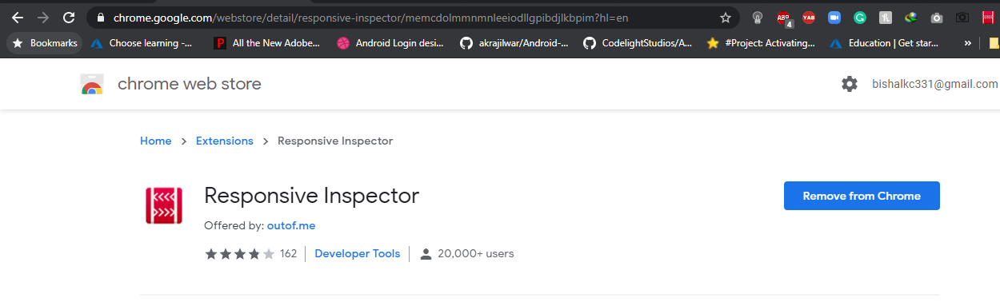 chrome.google.com/webstore/detail/responsive-inspector/memcdolmmnmnleeiodllgpibdjlkbpim?hl=en
ABP
4
YAB
Bookmarks
Choose learning -...
All the New Adobe...
Android Login desi...
akrajilwar/Android-...
CodelightStudios/A...
#Project: Activating...
Education | Get star...
»
chrome web store
bishalkc331@gmail.com
Home > Extensions > Responsive Inspector
Responsive Inspector
Remove from Chrome
Offered by: outof.me
162 | Developer Tools | 20,000+ users